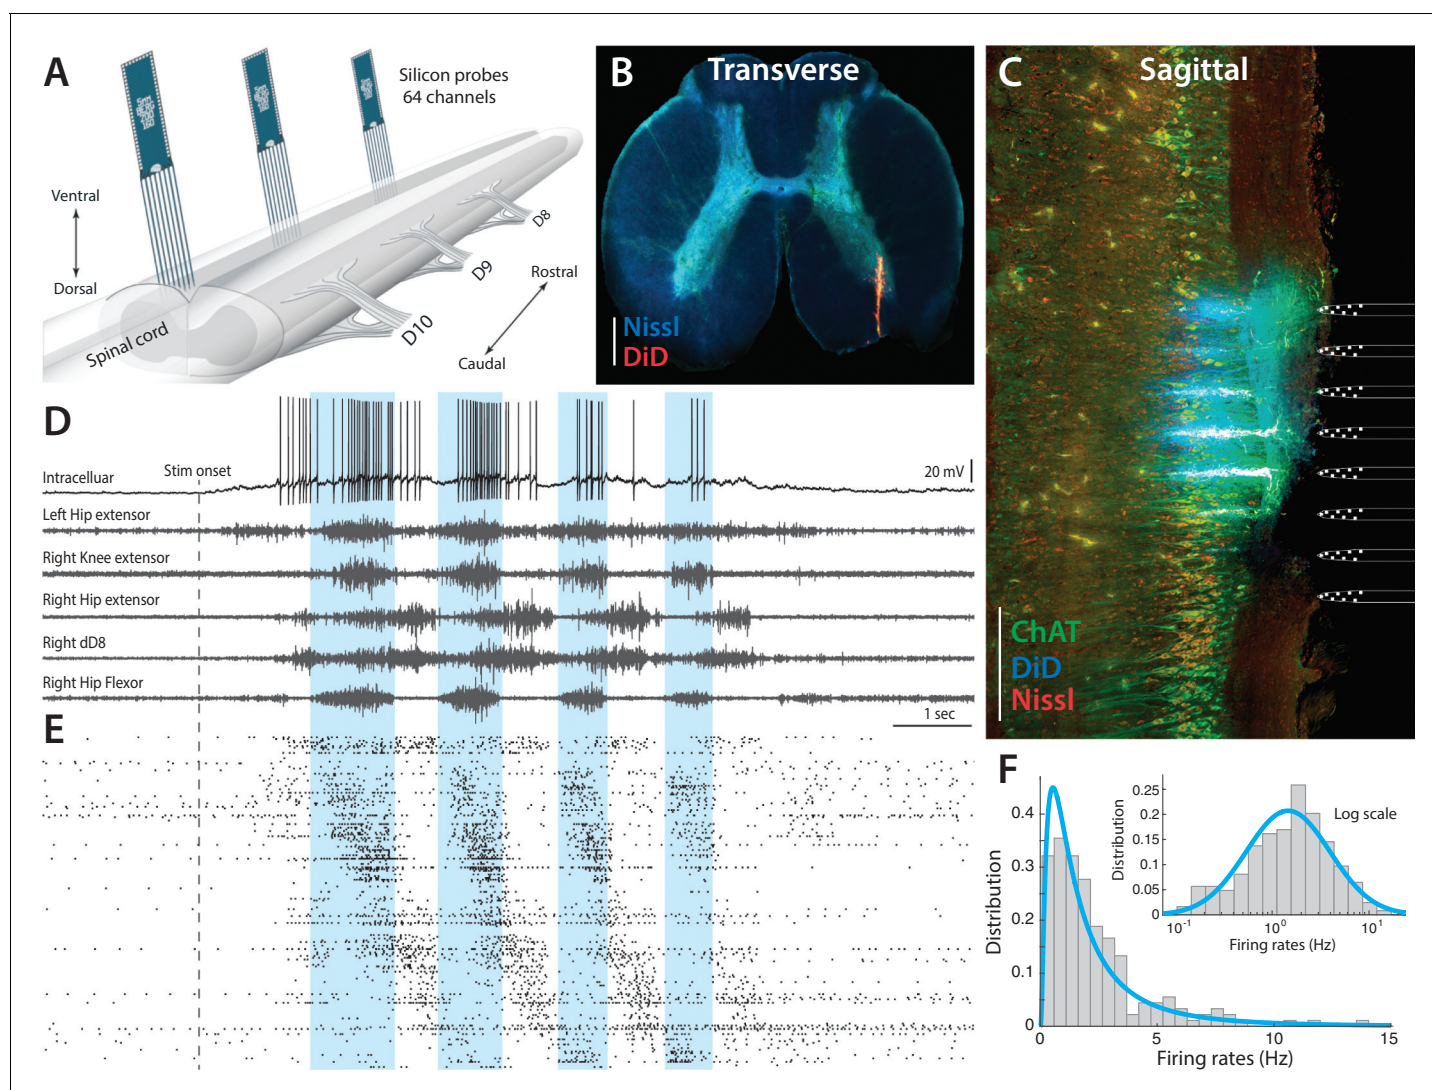 A
Silicon probes
64 channels
Ventral
Dorsal
Spinal cord
D8
D9
D10
Rostral
Caudal
B
Transverse
Nissl
DiD
C
Sagittal
ChAT
DiD
Nissl
D
Intracelluar
Stim onset
20 mV
Left Hip extensor
Right Knee extensor
Right Hip extensor
Right dD8
Right Hip Flexor
1 sec
E
F
Distribution
0.4
0.3
0.2
0.1
0
0 5 10 15
Firing rates (Hz)
Distribution
0.25
0.2
0.15
0.1
0.05
0
10⁻¹ 10⁰ 10¹
Firing rates (Hz)
Log scale